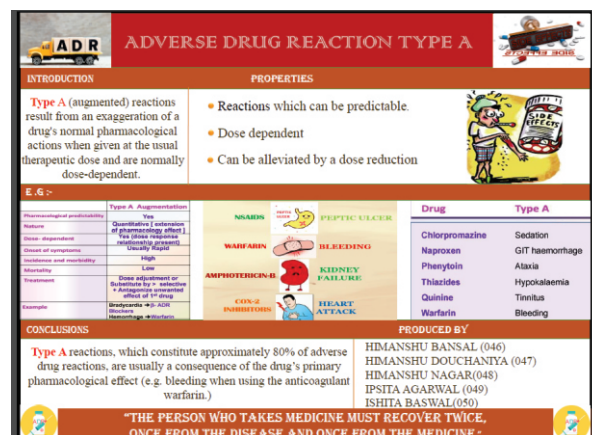 ADR
ADVERSE DRUG REACTION TYPE A
SIDE EFFECTS
INTRODUCTION
Type A (augmented) reactions
result from an exaggeration of a
drug's normal pharmacological
actions when given at the usual
therapeutic dose and are normally
dose-dependent.
PROPERTIES
Reactions which can be predictable.
Dose dependent
Can be alleviated by a dose reduction
SIDE
EFFECTS
E.G :-
Type A Augmentation
Pharmacological predictability Yes
Nature Quantitative [ extension
of pharmacology effect ]
Dose- dependent Yes (dose response
relationship present)
Onset of symptoms Usually Rapid
Incidence and morbidity High
Mortality Low
Treatment Dose adjustment or
Substitute by > selective
+ Antagonize unwanted
effect of 1st drug
Example Bradycardia → β- ADR
Blockers
Hemorrhage → Warfarin
NSAIDS PEPTIC ULCER
WARFARIN BLEEDING
AMPHOTERICIN-B KIDNEY
FAILURE
COX-2
INHIBITORS HEART
ATTACK
Drug Type A
Chlorpromazine Sedation
Naproxen GIT haemorrhage
Phenytoin Ataxia
Thiazides Hypokalaemia
Quinine Tinnitus
Warfarin Bleeding
CONCLUSIONS
Type A reactions, which constitute approximately 80% of adverse
drug reactions, are usually a consequence of the drug's primary
pharmacological effect (e.g. bleeding when using the anticoagulant
warfarin.)
PRODUCED BY
HIMANSHU BANSAL (046)
HIMANSHU DOUCHANIYA (047)
HIMANSHU NAGAR(048)
IPSITA AGARWAL (049)
ISHITA BASWAL(050)
"THE PERSON WHO TAKES MEDICINE MUST RECOVER TWICE,
ONCE FROM THE DISEASE AND ONCE FROM THE MEDICINE"